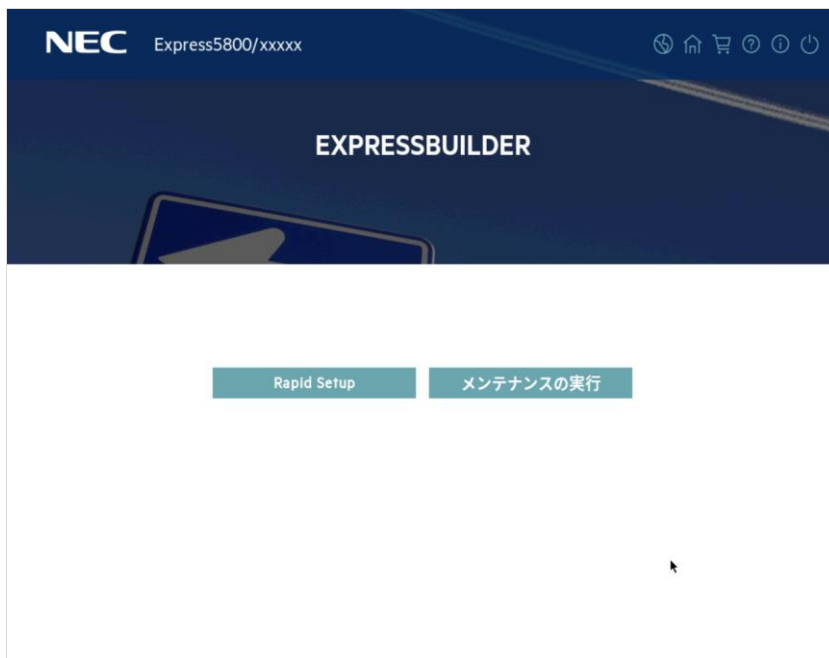 NEC Express5800/xxxxx
EXPRESSBUILDER
Rapid Setup メンテナンスの実行